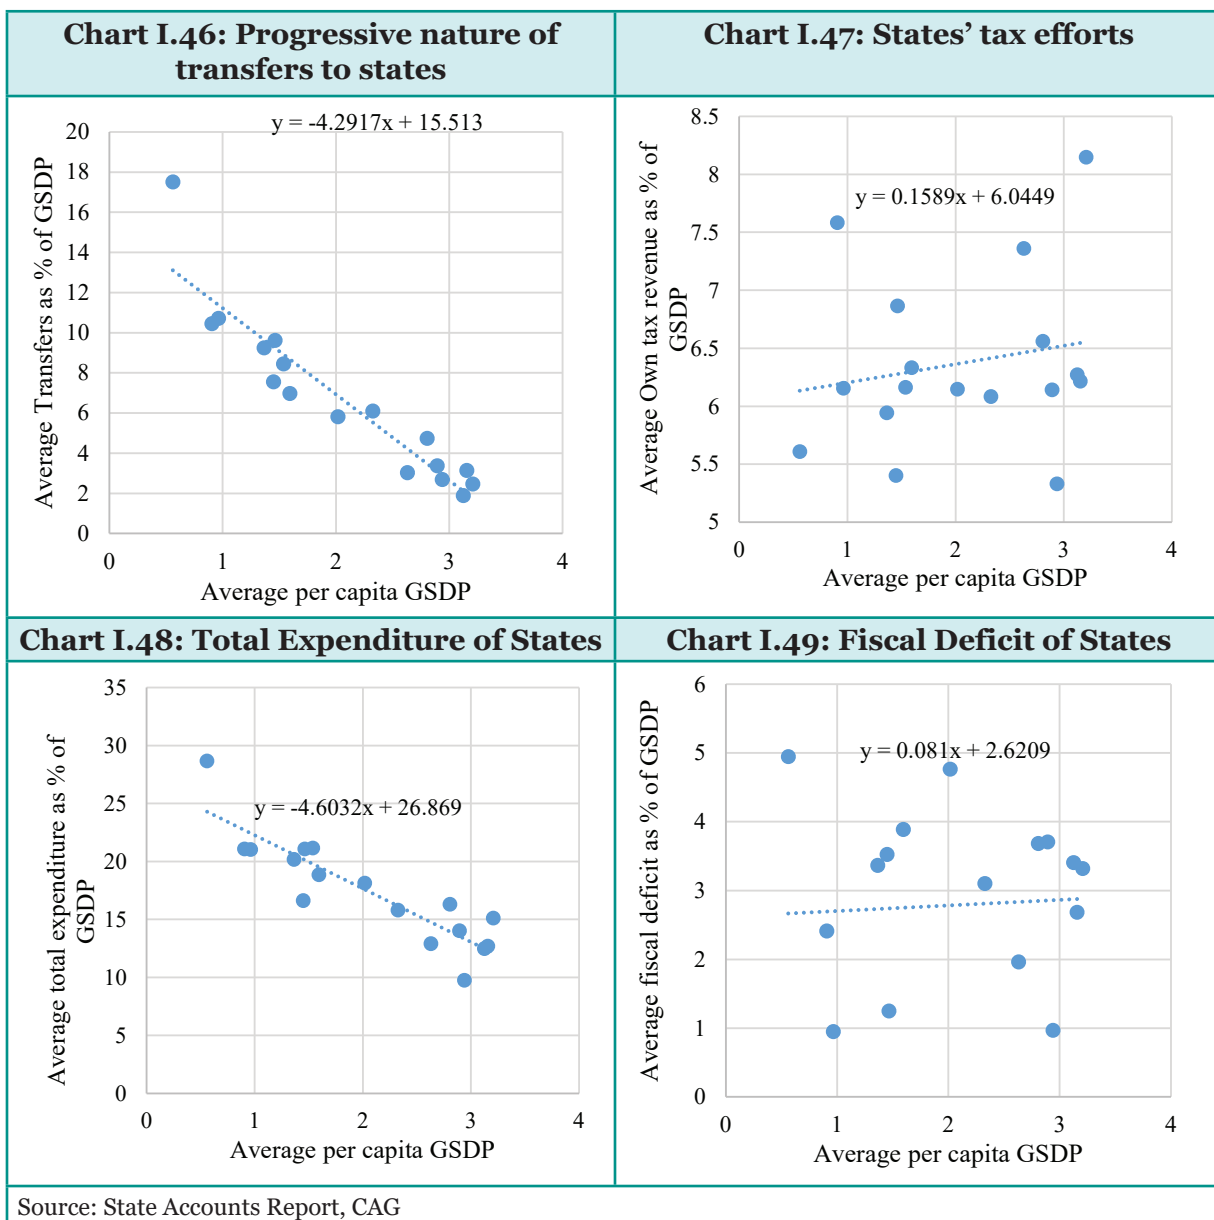 Chart I.46: Progressive nature of
transfers to states
y = -4.2917x + 15.513
Average Transfers as % of GSDP
20
18
16
14
12
10
8
6
4
2
0
0 1 2 3 4
Average per capita GSDP
Chart I.47: States’ tax efforts
y = 0.1589x + 6.0449
Average Own tax revenue as % of
GSDP
8.5
8
7.5
7
6.5
6
5.5
5
0 1 2 3 4
Average per capita GSDP
Chart I.48: Total Expenditure of States
y = -4.6032x + 26.869
Average total expenditure as % of
GSDP
35
30
25
20
15
10
5
0
0 1 2 3 4
Average per capita GSDP
Chart I.49: Fiscal Deficit of States
y = 0.081x + 2.6209
Average fiscal deficit as % of GSDP
6
5
4
3
2
1
0
0 1 2 3 4
Average per capita GSDP
Source: State Accounts Report, CAG